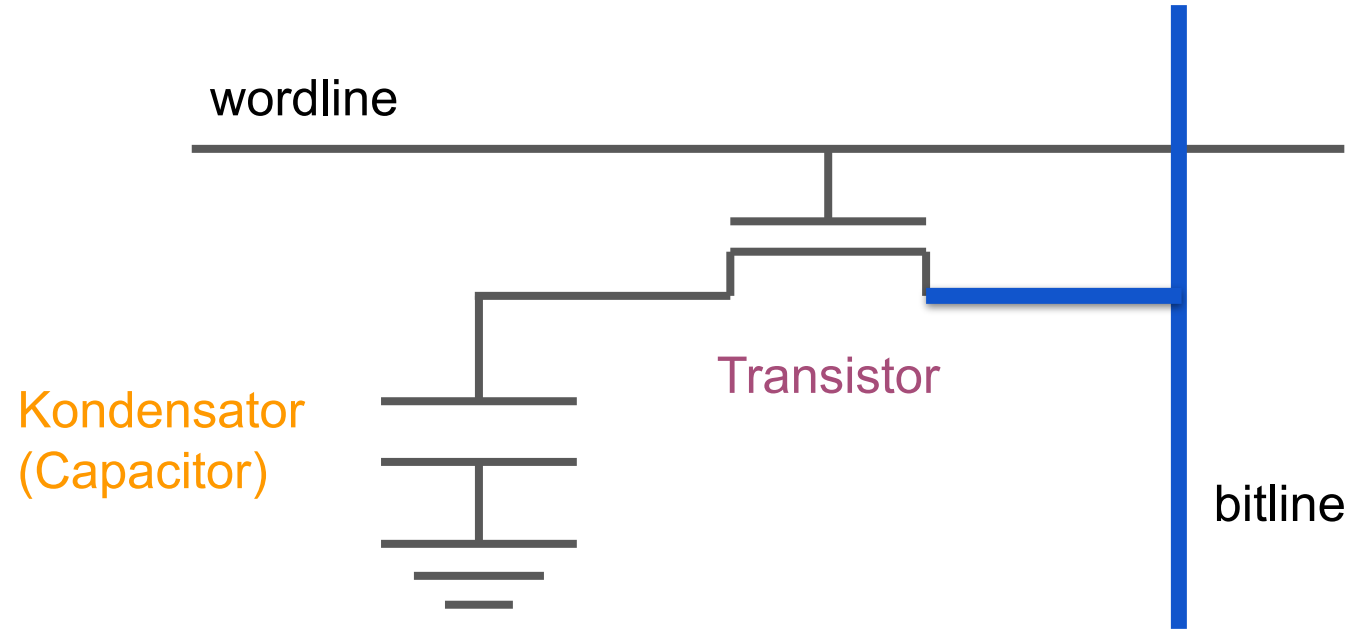 wordline
Transistor
Kondensator
(Capacitor)
bitline